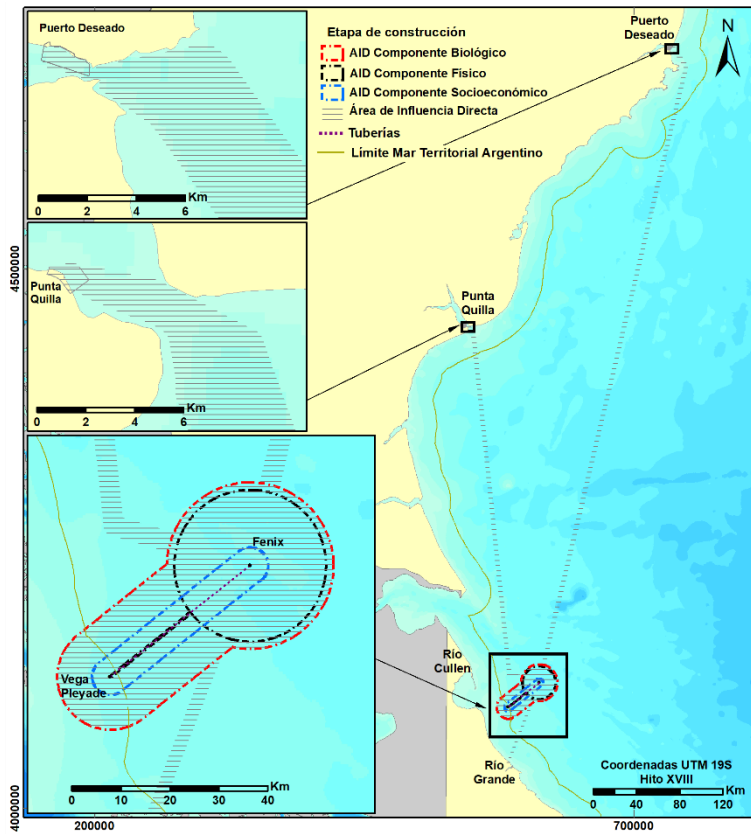 Puerto Deseado
Km
0 2 4 6
Punta
Quilla
Km
0 2 4 6
Fenix
Vega
Pleyade
Km
0 10 20 30 40
Etapa de construcción
AID Componente Biológico
AID Componente Físico
AID Componente Socioeconómico
Área de Influencia Directa
Tuberías
Límite Mar Territorial Argentino
Puerto
Deseado
N
Punta
Quilla
Río
Cullen
Río
Grande
Coordenadas UTM 19S
Hito XVIII
Km
0 40 80 120
4500000
4000000
200000
700000